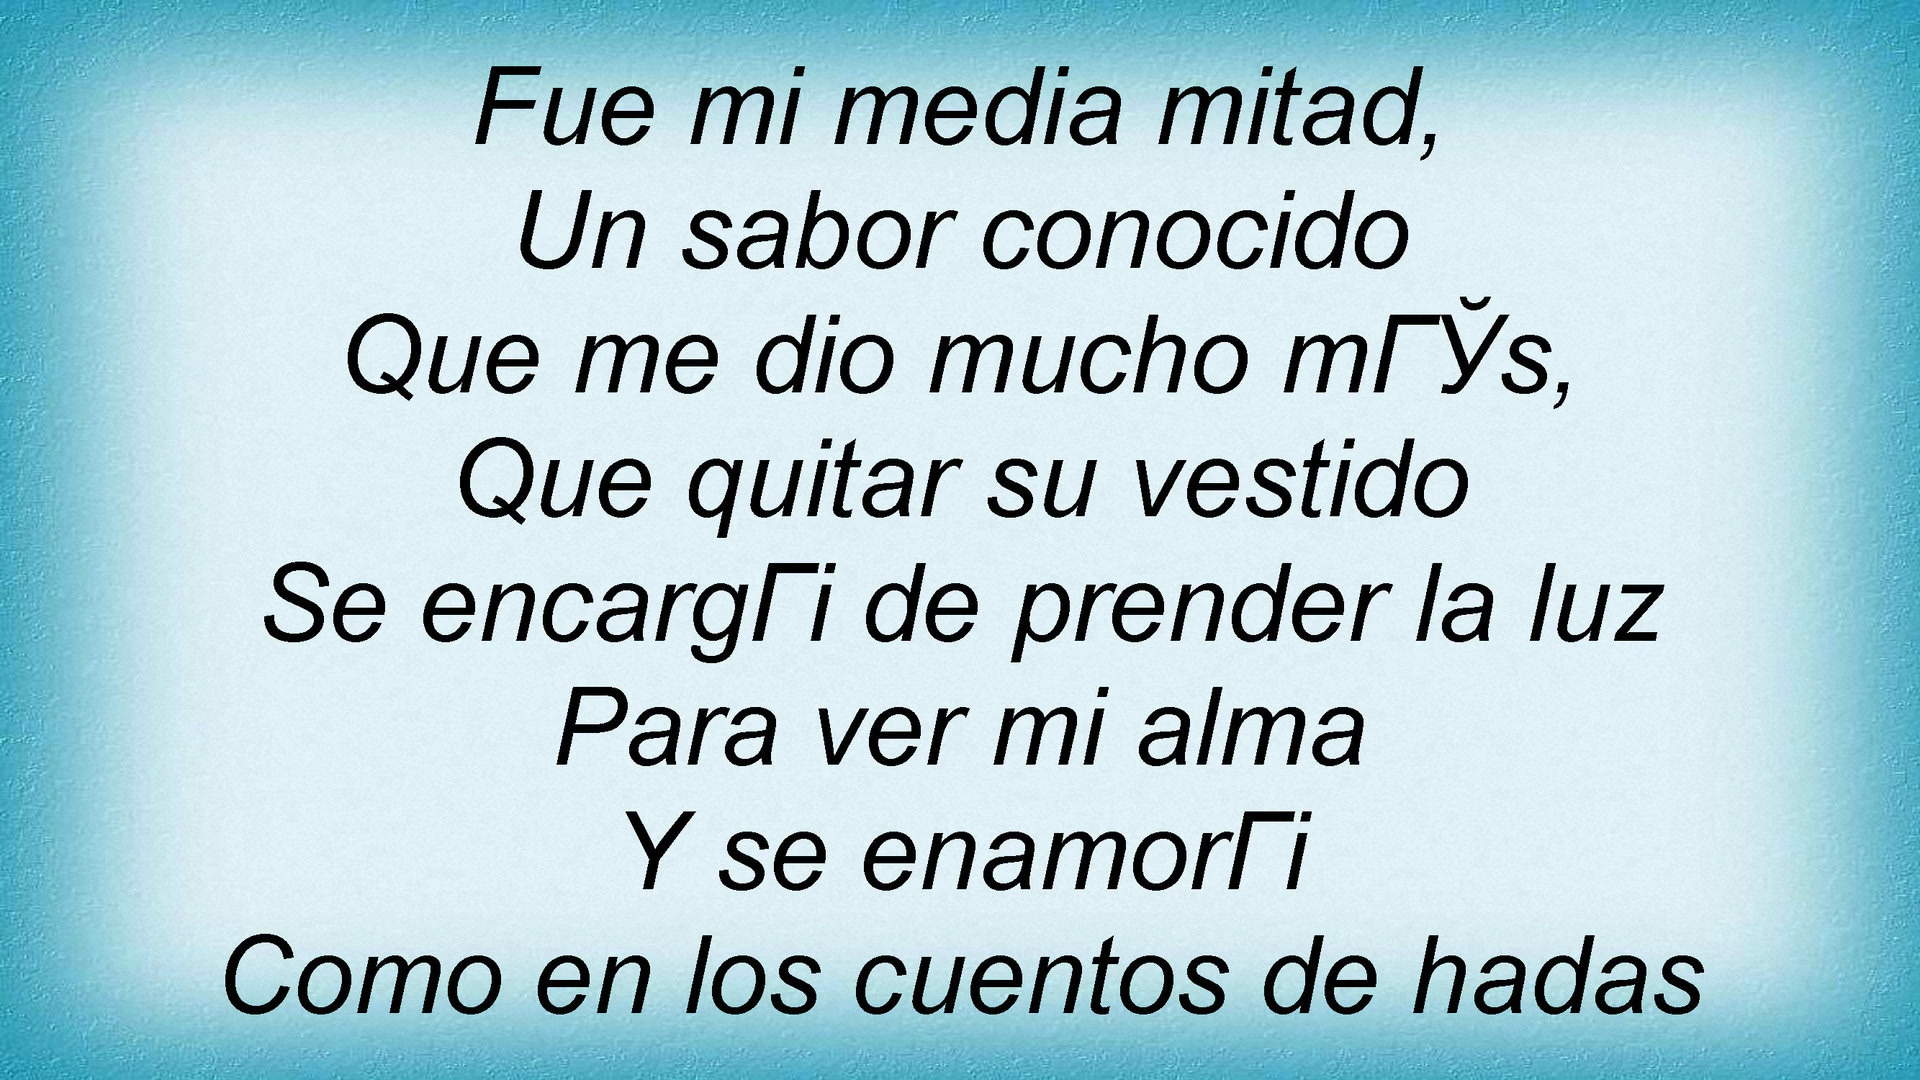 Fue mi media mitad,
Un sabor conocido
Que me dio mucho mГЎs,
Que quitar su vestido
Se encargГі de prender la luz
Para ver mi alma
Y se enamorГі
Como en los cuentos de hadas